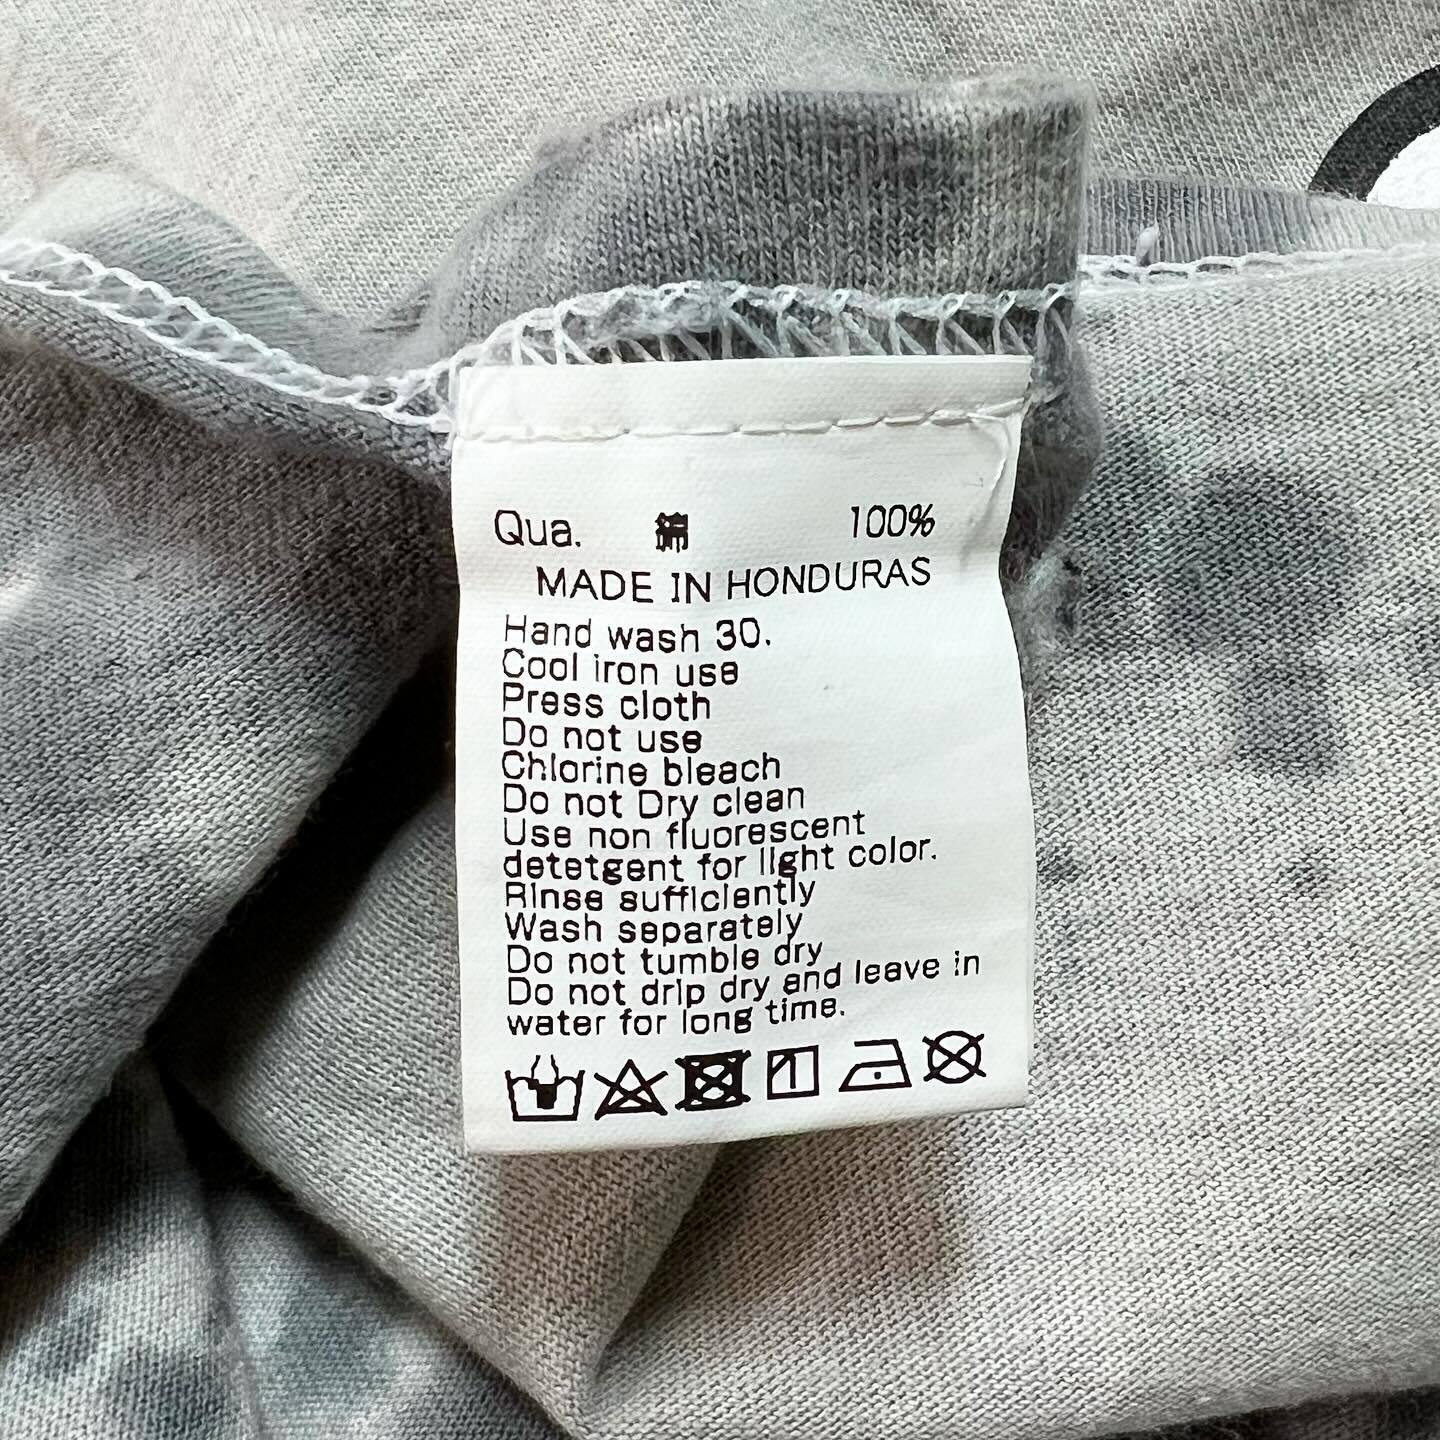 Qua. 綿 100%
MADE IN HONDURAS
Hand wash 30.
Cool iron use
Press cloth
Do not use
Chlorine bleach
Do not Dry clean
Use non fluorescent
detetgent for light color.
Rinse sufficiently
Wash separately
Do not tumble dry
Do not drip dry and leave in
water for long time.